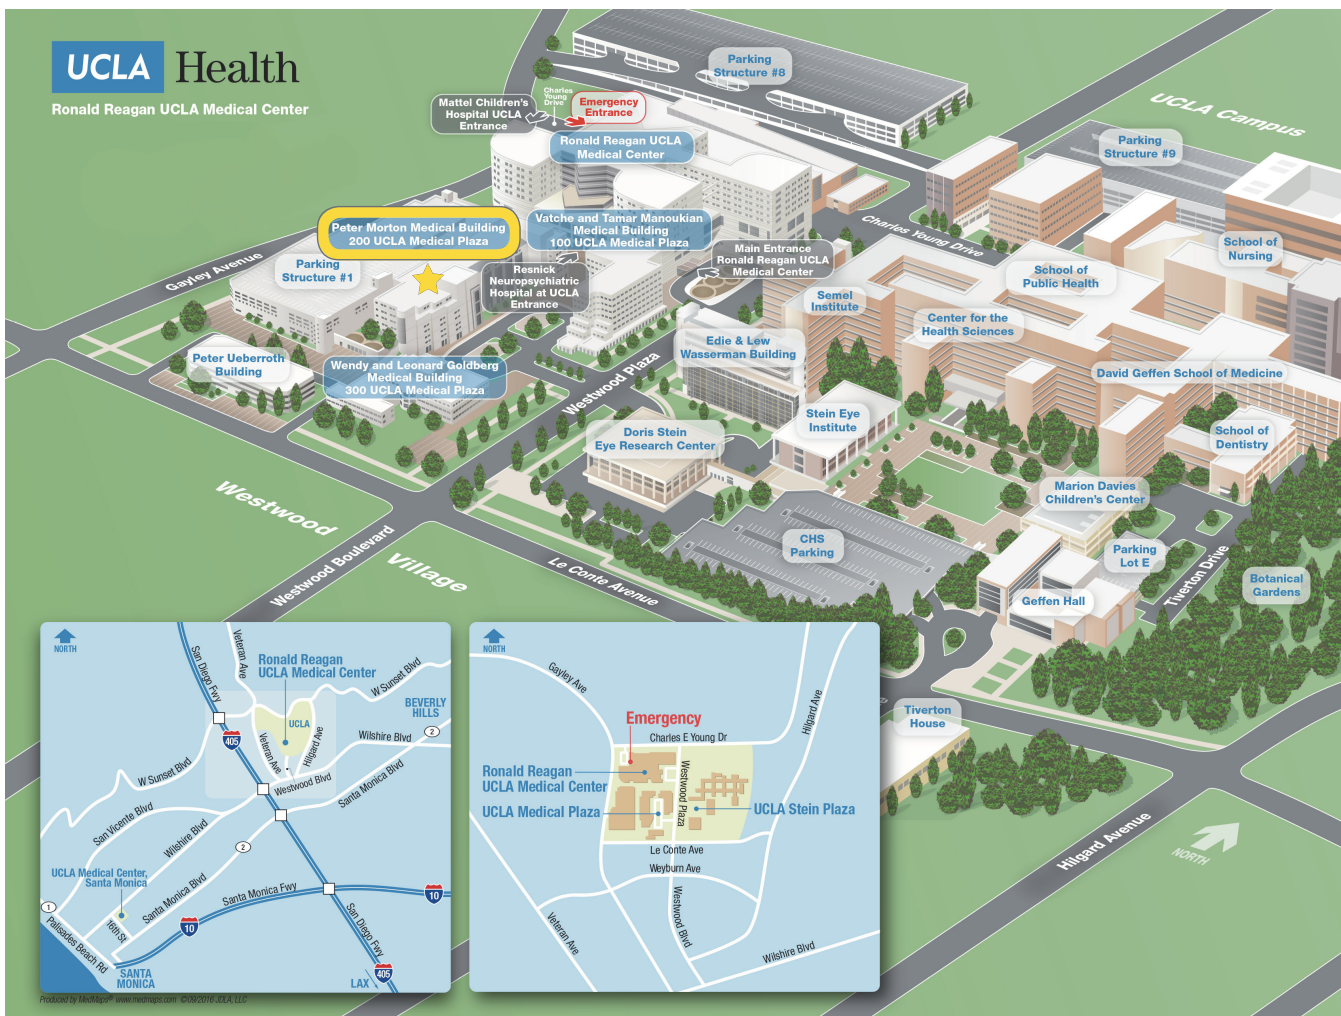 UCLA Health
Ronald Reagan UCLA Medical Center
Parking
Structure #8
UCLA Campus
Mattel Children's
Hospital UCLA
Entrance
Charles
Young
Drive
Emergency
Entrance
Ronald Reagan UCLA
Medical Center
Parking
Structure #9
Peter Morton Medical Building
200 UCLA Medical Plaza
Vatche and Tamar Manoukian
Medical Building
100 UCLA Medical Plaza
Charles Young Drive
Main Entrance
Ronald Reagan UCLA
Medical Center
School of
Nursing
Gayley Avenue
Parking
Structure #1
Resnick
Neuropsychiatric
Hospital at UCLA
Entrance
School of
Public Health
Semel
Institute
Center for the
Health Sciences
Edie & Lew
Wasserman Building
Peter Ueberroth
Building
Wendy and Leonard Goldberg
Medical Building
300 UCLA Medical Plaza
Westwood Plaza
David Geffen School of Medicine
Stein Eye
Institute
Doris Stein
Eye Research Center
School of
Dentistry
Marion Davies
Children's Center
Westwood
Village
Westwood Boulevard
Le Conte Avenue
CHS
Parking
Parking
Lot E
Tiverton Drive
Botanical
Gardens
Geffen Hall
Tiverton
House
Hilgard Avenue
NORTH
NORTH
San Diego Fwy
Veteran Ave
Ronald Reagan
UCLA Medical Center
W Sunset Blvd
BEVERLY
HILLS
UCLA
2
405
Veteran Ave
Hilgard Ave
Wilshire Blvd
W Sunset Blvd
Westwood Blvd
Santa Monica Blvd
San Vicente Blvd
Wilshire Blvd
2
UCLA Medical Center,
Santa Monica
Santa Monica Blvd
Santa Monica Fwy
10
1
16th St
10
Palisades Beach Rd
San Diego Fwy
SANTA
MONICA
405
LAX
NORTH
Gayley Ave
Hilgard Ave
Emergency
Charles E Young Dr
Ronald Reagan
UCLA Medical Center
Westwood Plaza
UCLA Medical Plaza
UCLA Stein Plaza
Le Conte Ave
Weyburn Ave
Veteran Ave
Westwood Blvd
Wilshire Blvd
Produced by MedMaps® www.medmaps.com ©09/2016 JDLA, LLC